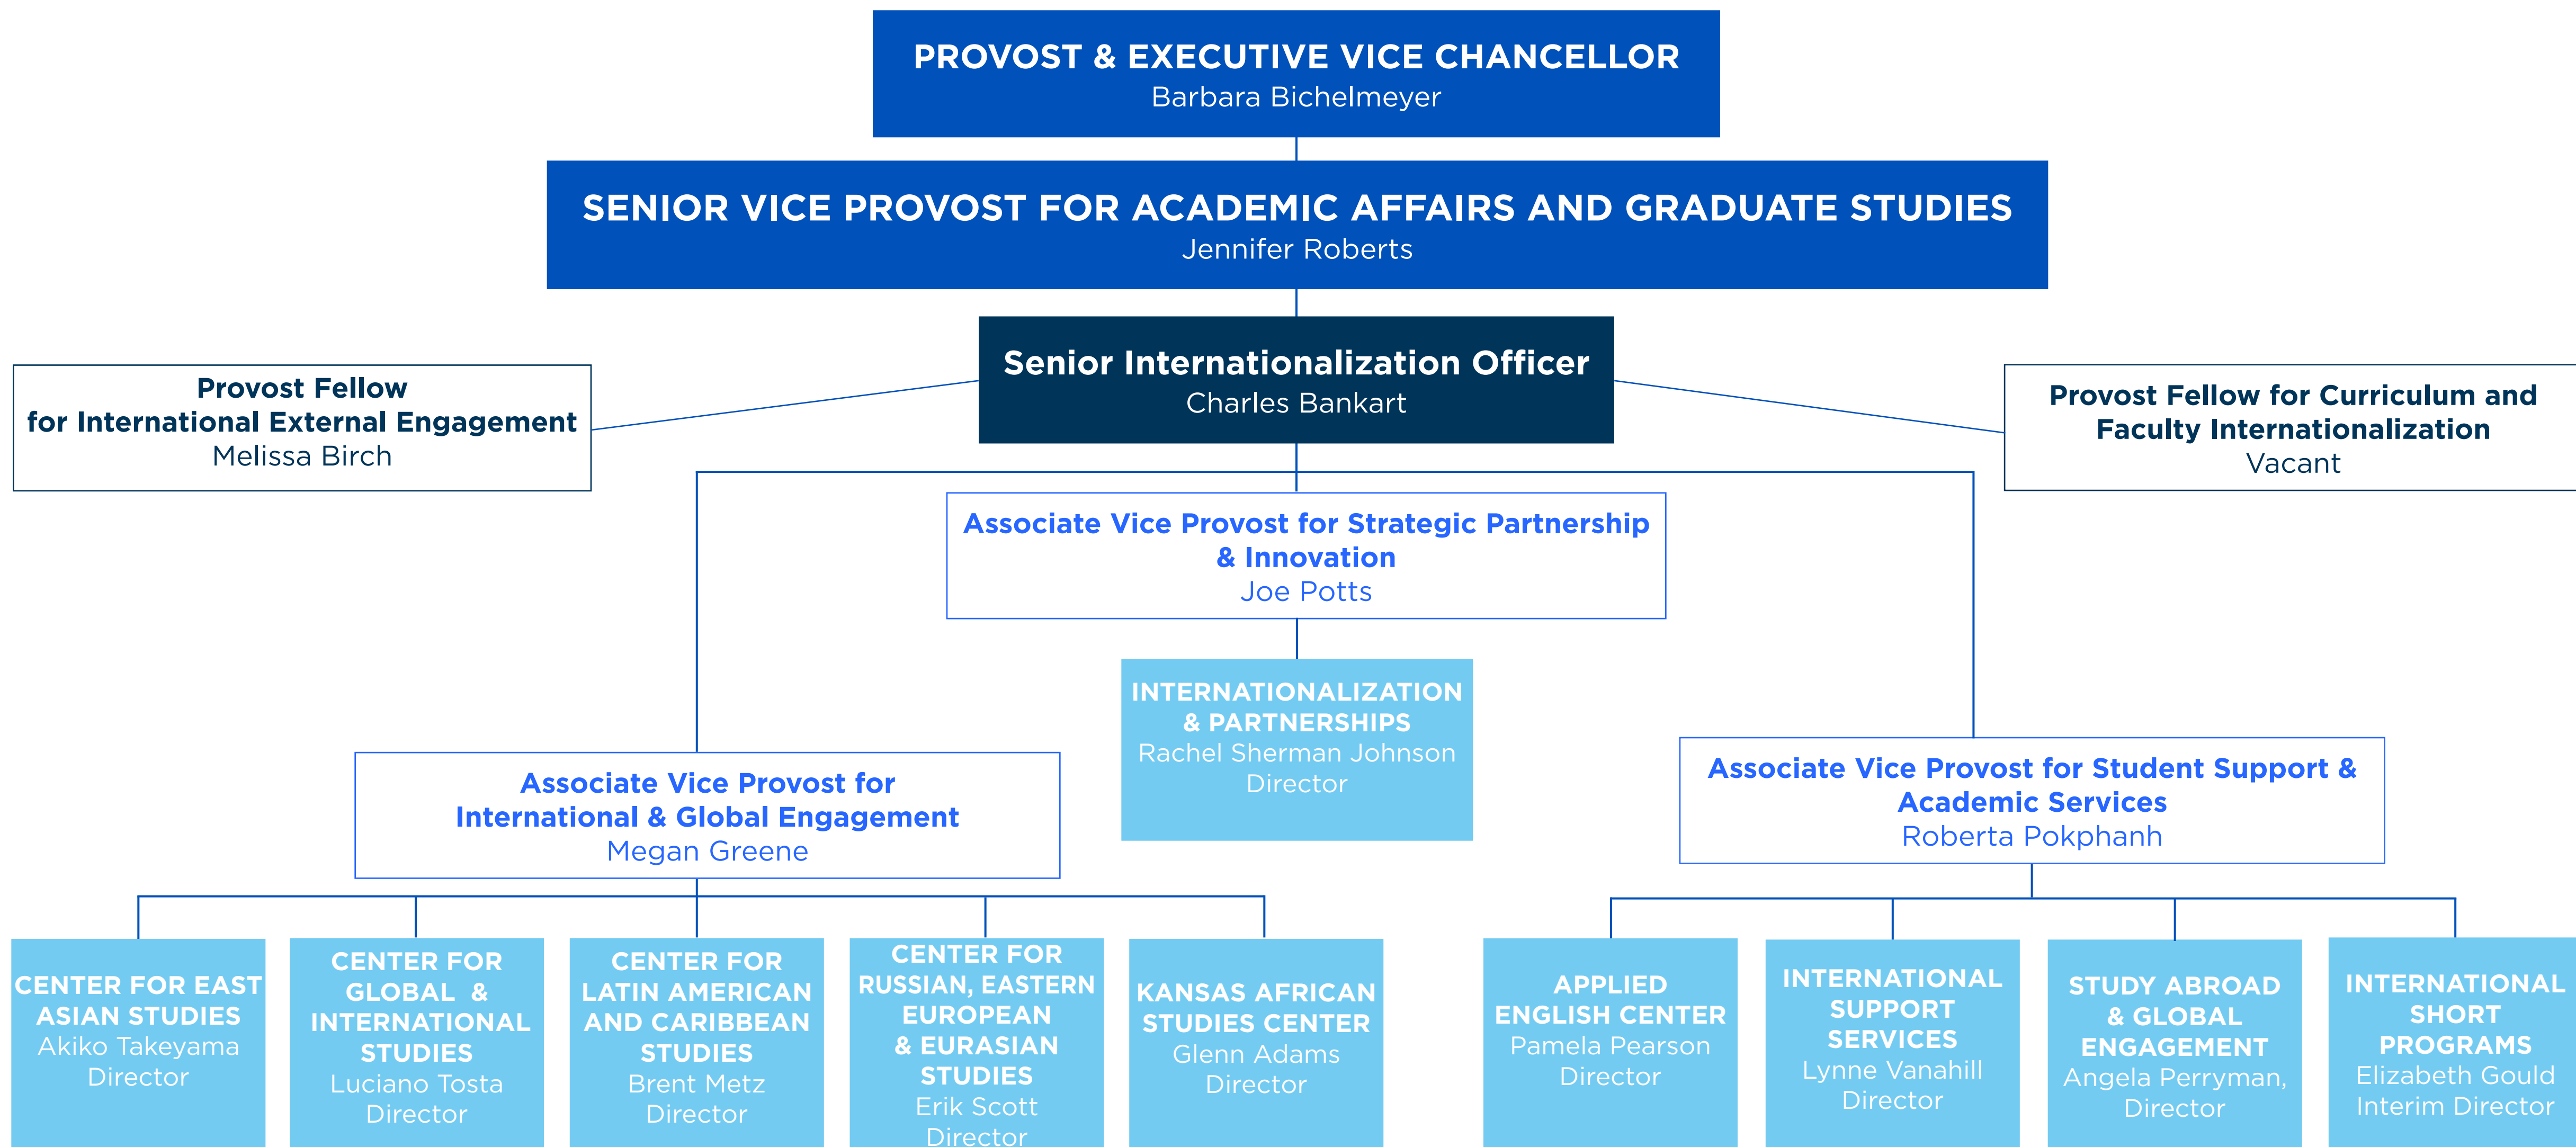 PROVOST & EXECUTIVE VICE CHANCELLOR
Barbara Bichelmeyer
SENIOR VICE PROVOST FOR ACADEMIC AFFAIRS AND GRADUATE STUDIES
Jennifer Roberts
Senior Internationalization Officer
Charles Bankart
Provost Fellow
for International External Engagement
Melissa Birch
Provost Fellow for Curriculum and
Faculty Internationalization
Vacant
Associate Vice Provost for Strategic Partnership
& Innovation
Joe Potts
INTERNATIONALIZATION
& PARTNERSHIPS
Rachel Sherman Johnson
Director
Associate Vice Provost for
International & Global Engagement
Megan Greene
Associate Vice Provost for Student Support &
Academic Services
Roberta Pokphanh
CENTER FOR EAST
ASIAN STUDIES
Akiko Takeyama
Director
CENTER FOR
GLOBAL &
INTERNATIONAL
STUDIES
Luciano Tosta
Director
CENTER FOR
LATIN AMERICAN
AND CARIBBEAN
STUDIES
Brent Metz
Director
CENTER FOR
RUSSIAN, EASTERN
EUROPEAN
& EURASIAN
STUDIES
Erik Scott
Director
KANSAS AFRICAN
STUDIES CENTER
Glenn Adams
Director
APPLIED
ENGLISH CENTER
Pamela Pearson
Director
INTERNATIONAL
SUPPORT
SERVICES
Lynne Vanahill
Director
STUDY ABROAD
& GLOBAL
ENGAGEMENT
Angela Perryman,
Director
INTERNATIONAL
SHORT
PROGRAMS
Elizabeth Gould
Interim Director